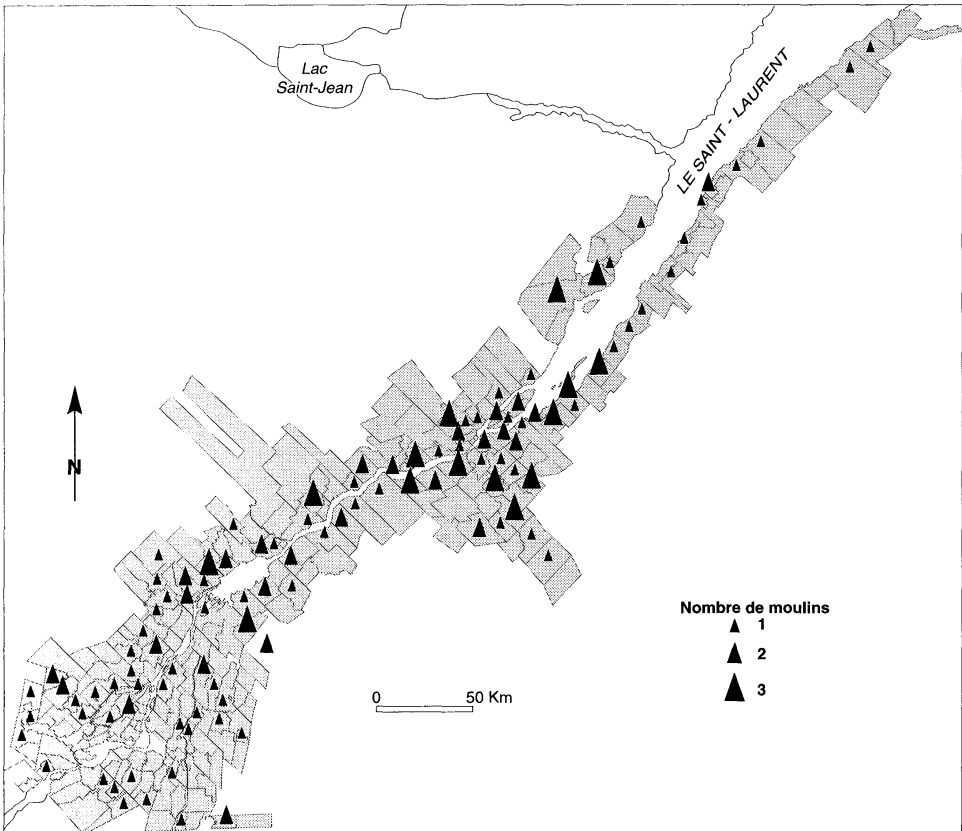 Lac
Saint-Jean
LE SAINT - LAURENT
N
Nombre de moulins
1
2
3
0 50 Km